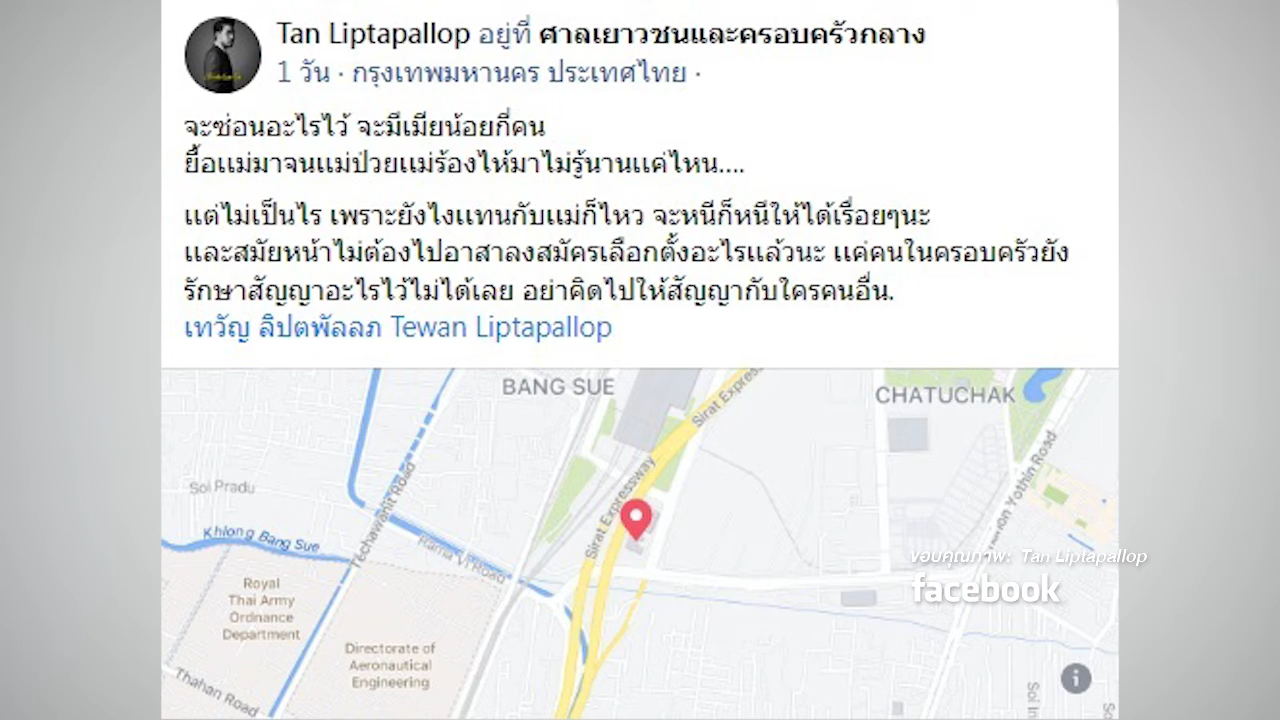 Tan Liptapallop อยู่ที่ ศาลเยาวชนและครอบครัวกลาง
1 วัน · กรุงเทพมหานคร ประเทศไทย ·
จะซ่อนอะไรไว้ จะมีเมียน้อยกี่คน
ยื้อแม่มาจนแม่ป่วยแม่ร้องไห้มาไม่รู้นานแค่ไหน....
แต่ไม่เป็นไร เพราะยังไงแทนกับแม่ก็ไหว จะหนีก็หนีให้ได้เรื่อยๆนะ
และสมัยหน้าไม่ต้องไปอาสาลงสมัครเลือกตั้งอะไรแล้วนะ แค่คนในครอบครัวยัง
รักษาสัญญาอะไรไว้ไม่ได้เลย อย่าคิดไปให้สัญญากับใครคนอื่น.
เทวัญ ลิปตพัลลภ Tewan Liptapallop
BANG SUE
CHATUCHAK
Sirat Express
Soi Pradu
Techawanit Road
Sirat Expressway
Khlong Bang Sue
Rama VI Road
ขอบคุณภาพ: Tan Liptapallop
facebook
Royal
Thai Army
Ordnance
Department
Directorate of
Aeronautical
Engineering
Thahan Road
i
Soi In